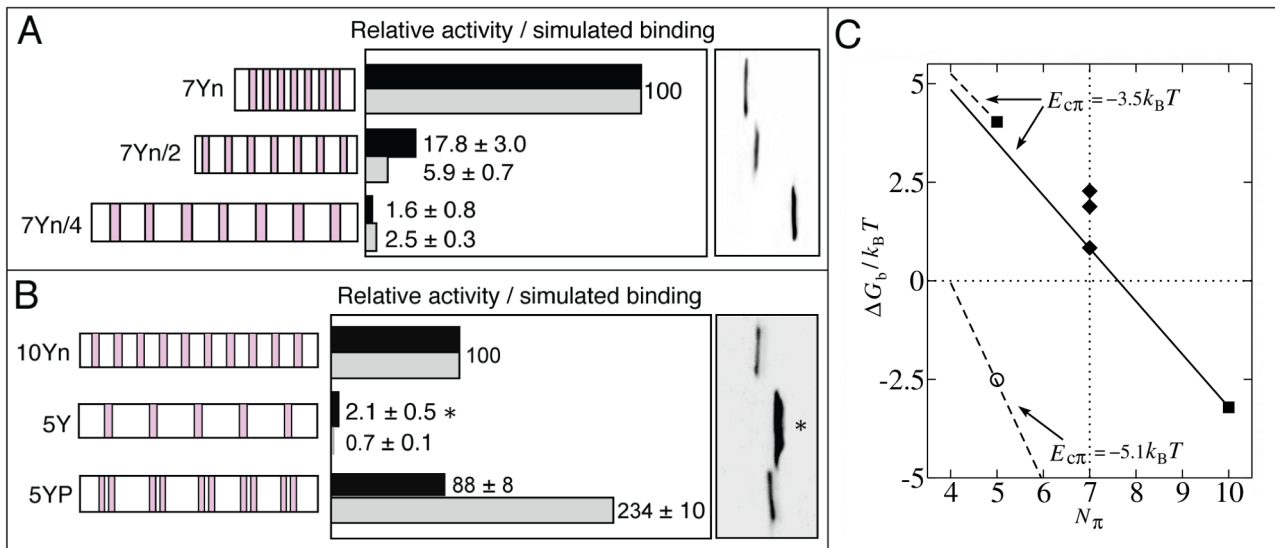 A
Relative activity / simulated binding
7Yn
100
7Yn/2
17.8 ± 3.0
5.9 ± 0.7
7Yn/4
1.6 ± 0.8
2.5 ± 0.3
B
Relative activity / simulated binding
10Yn
100
5Y
2.1 ± 0.5 *
0.7 ± 0.1
*
5YP
88 ± 8
234 ± 10
C
5
E_cπ = −3.5k_BT
2.5
ΔG_b / k_BT
0
-2.5
E_cπ = −5.1k_BT
-5
4 5 6 7 8 9 10
N_π